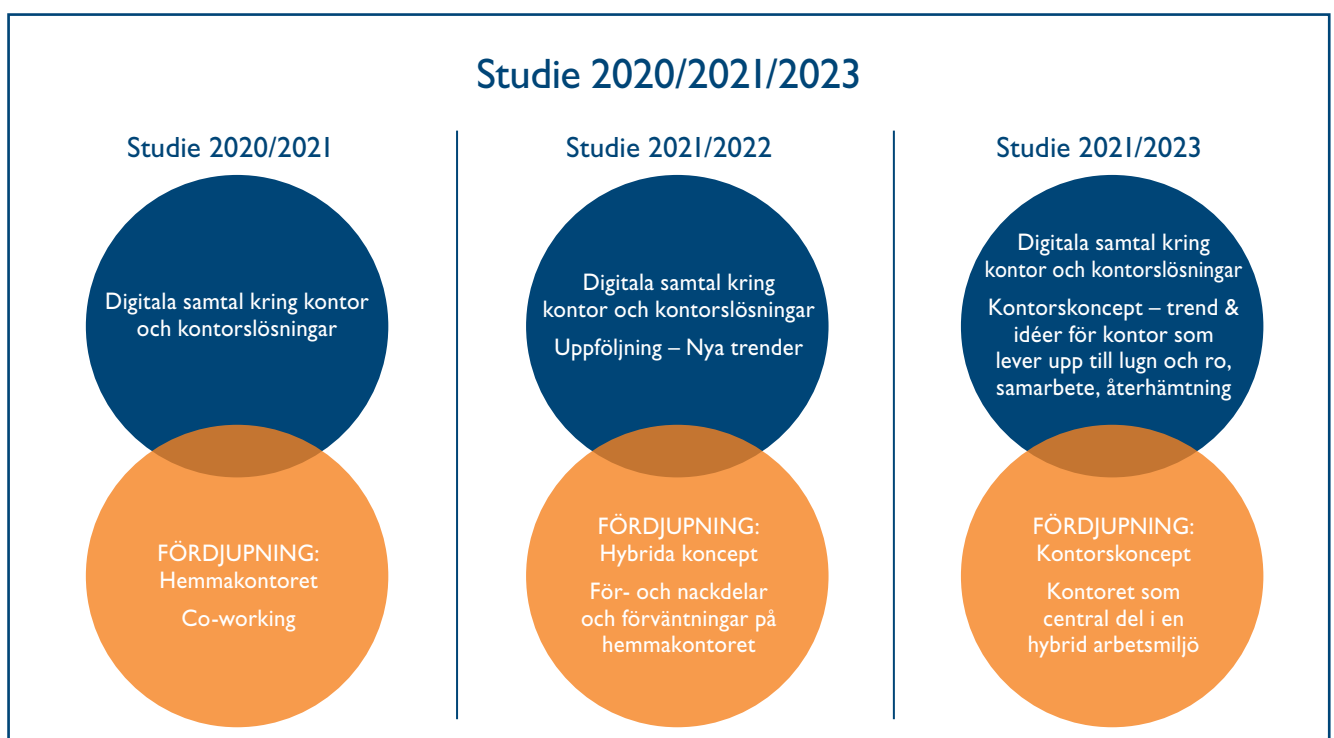 Studie 2020/2021/2023
Studie 2020/2021
Digitala samtal kring kontor
och kontorslösningar
FÖRDJUPNING:
Hemmakontoret
Co-working
Studie 2021/2022
Digitala samtal kring
kontor och kontorslösningar
Uppföljning – Nya trender
FÖRDJUPNING:
Hybrida koncept
För- och nackdelar
och förväntningar på
hemmakontoret
Studie 2021/2023
Digitala samtal kring
kontor och kontorslösningar
Kontorskoncept – trend &
idéer för kontor som
lever upp till lugn och ro,
samarbete, återhämtning
FÖRDJUPNING:
Kontorskoncept
Kontoret som
central del i en
hybrid arbetsmiljö